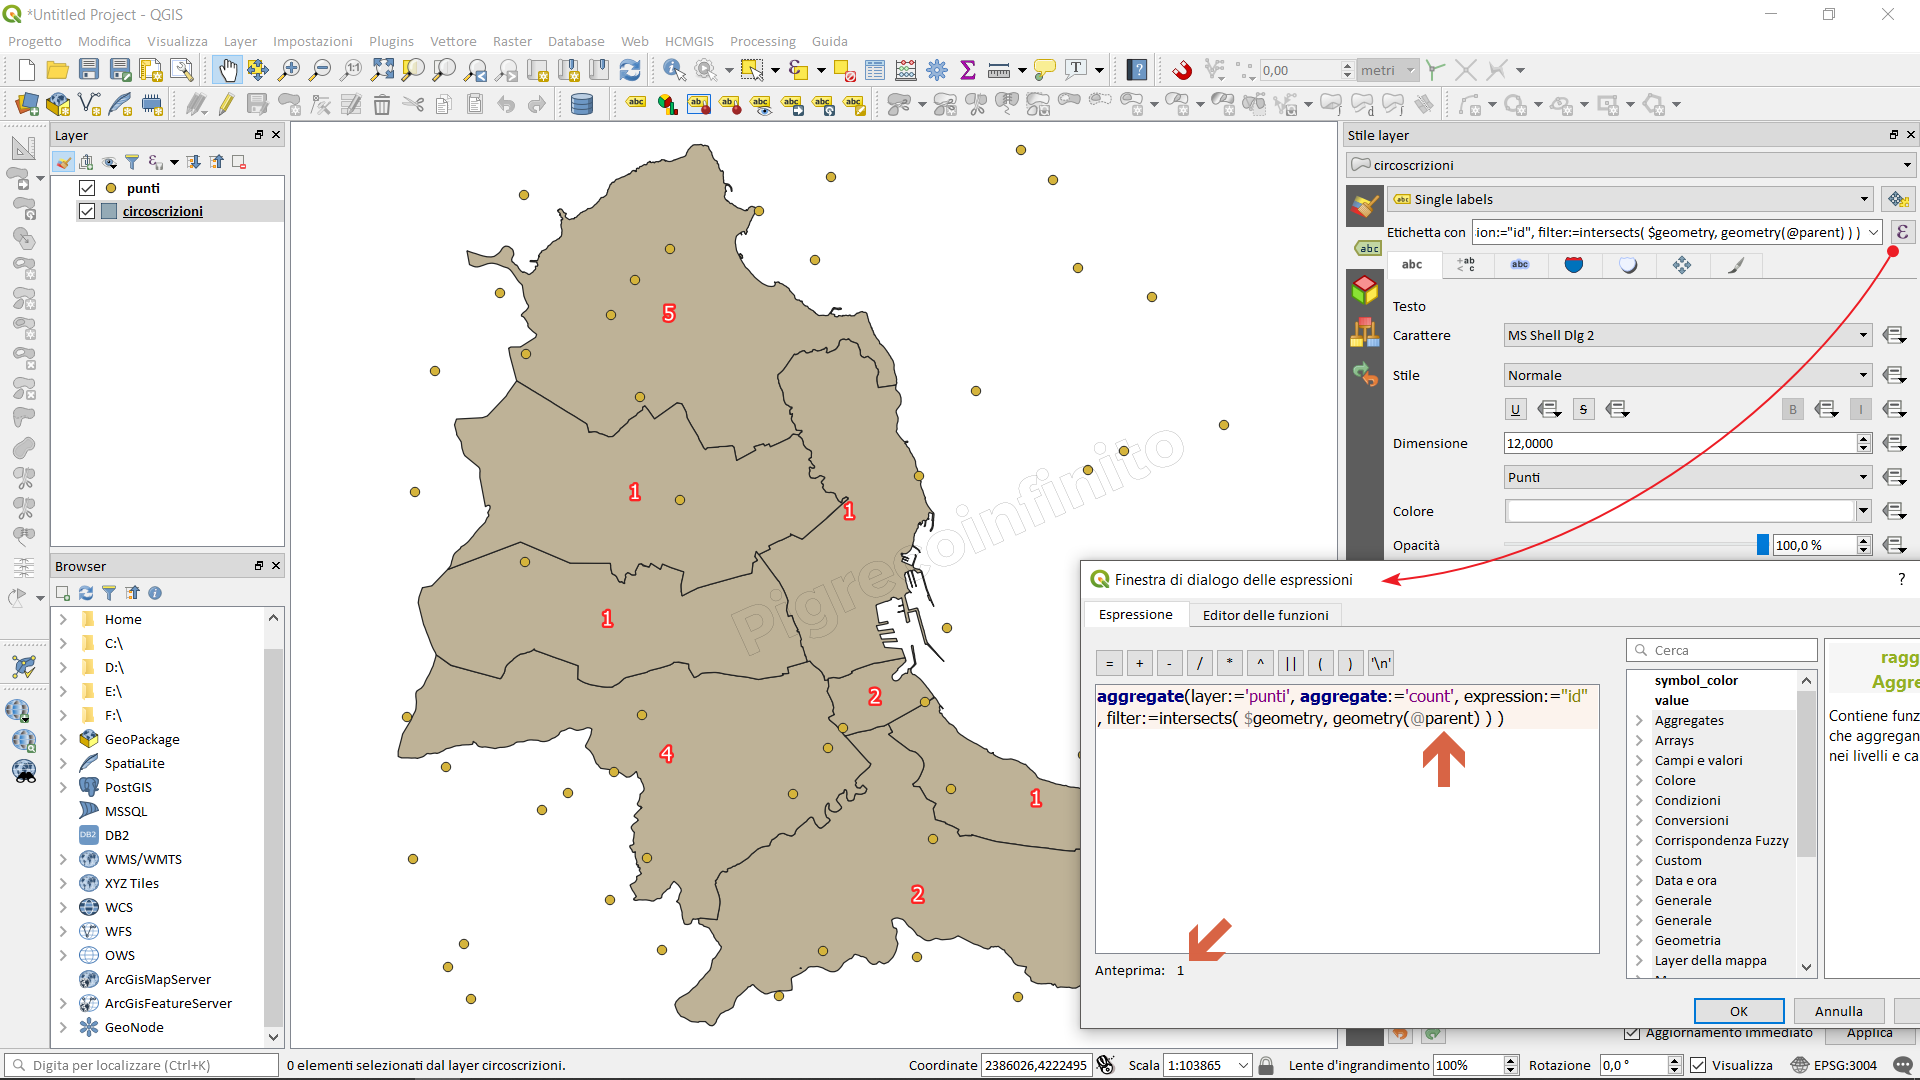 *Untitled Project - QGIS
Progetto Modifica Visualizza Layer Impostazioni Plugins Vettore Raster Database Web HCMGIS Processing Guida
0,00 metri
Layer
punti
circoscrizioni
Browser
Home
C:\
D:\
E:\
F:\
GeoPackage
SpatiaLite
PostGIS
MSSQL
DB2
WMS/WMTS
XYZ Tiles
WCS
WFS
OWS
ArcGisMapServer
ArcGisFeatureServer
GeoNode
5
1
1
1
2
4
1
2
Pigrecoinfinito
Stile layer
circoscrizioni
Single labels
Etichetta con ion:="id", filter:=intersects( $geometry, geometry(@parent) ) )
abc
Testo
Carattere MS Shell Dlg 2
Stile Normale
U S B I
Dimensione 12,0000
Punti
Colore
Opacità 100,0 %
Finestra di dialogo delle espressioni ?
Espressione Editor delle funzioni
= + - / * ^ || ( ) '\n'
aggregate(layer:='punti', aggregate:='count', expression:="id"
, filter:=intersects( $geometry, geometry(@parent) ) )
Anteprima: 1
Cerca
symbol_color
value
Aggregates
Arrays
Campi e valori
Colore
Condizioni
Conversioni
Corrispondenza Fuzzy
Custom
Data e ora
Generale
Generale
Geometria
Layer della mappa
ragg
Aggre
Contiene funz
che aggregan
nei livelli e ca
OK Annulla
Aggiornamento immediato Applica
Digita per localizzare (Ctrl+K) 0 elementi selezionati dal layer circoscrizioni. Coordinate 2386026,4222495 Scala 1:103865 Lente d'ingrandimento 100% Rotazione 0,0 ° Visualizza EPSG:3004